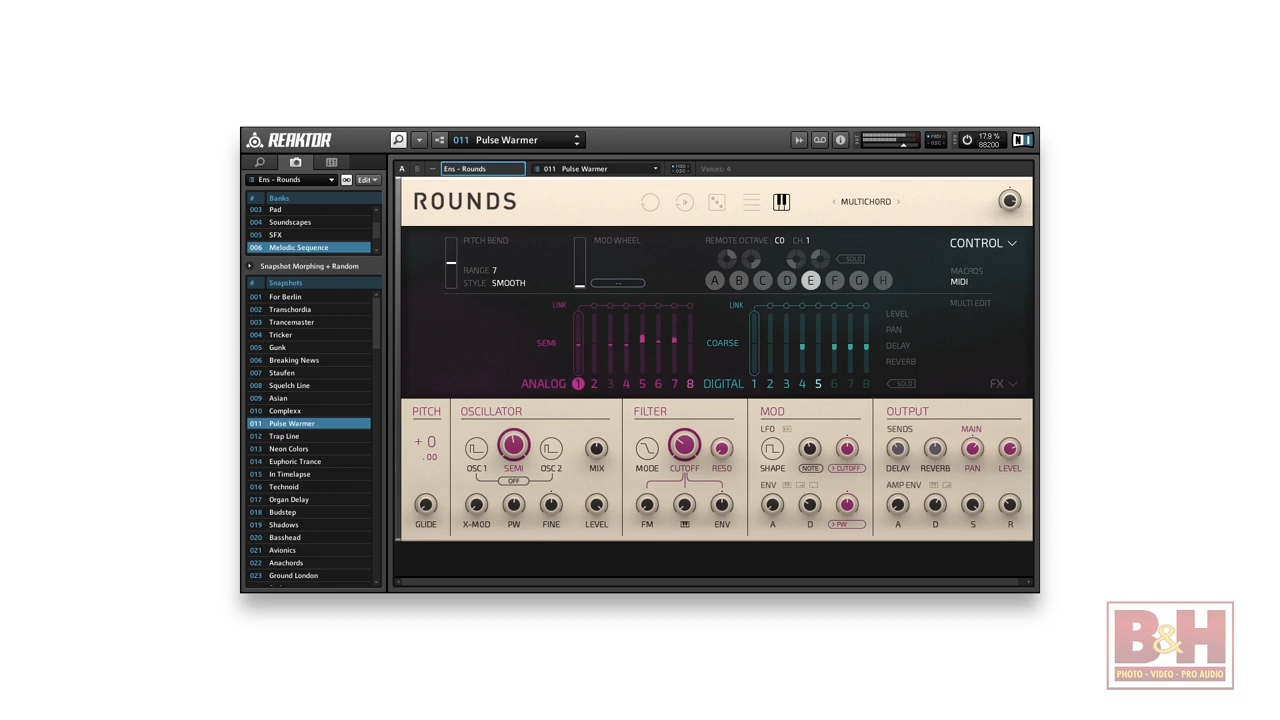 REAKTOR
011 Pulse Warmer
MIDI
OSC
17.9 %
88200
NI
Ens - Rounds
Edit
A B
Ens - Rounds
011 Pulse Warmer
MIDI
OSC
Voices: 4
# Banks
003 Pad
004 Soundscapes
005 SFX
006 Melodic Sequence
Snapshot Morphing + Random
# Snapshots
001 For Berlin
002 Transchordia
003 Trancemaster
004 Tricker
005 Gunk
006 Breaking News
007 Staufen
008 Squelch Line
009 Asian
010 Complexx
011 Pulse Warmer
012 Trap Line
013 Neon Colors
014 Euphoric Trance
015 In Timelapse
016 Technoid
017 Organ Delay
018 Budstep
019 Shadows
020 Basshead
021 Avionics
022 Anachords
023 Ground London
ROUNDS
MULTICHORD
PITCH BEND
MOD WHEEL
REMOTE OCTAVE : C0 CH. 1
CONTROL
SOLO
RANGE 7
STYLE SMOOTH
--
A B C D E F G H
MACROS
MIDI
LINK
LINK
MULTI EDIT
LEVEL
PAN
SEMI
COARSE
DELAY
REVERB
ANALOG 1 2 3 4 5 6 7 8
DIGITAL 1 2 3 4 5 6 7 8
SOLO
FX
PITCH
OSCILLATOR
FILTER
MOD
OUTPUT
+ 0
. 00
LFO
SENDS
MAIN
OSC 1
SEMI
OSC 2
MIX
MODE
CUTOFF
RESO
SHAPE
NOTE
> CUTOFF
DELAY
REVERB
PAN
LEVEL
OFF
ENV
AMP ENV
GLIDE
X-MOD
PW
FINE
LEVEL
FM
ENV
A
D
> PW
A
D
S
R
B&H
PHOTO - VIDEO - PRO AUDIO